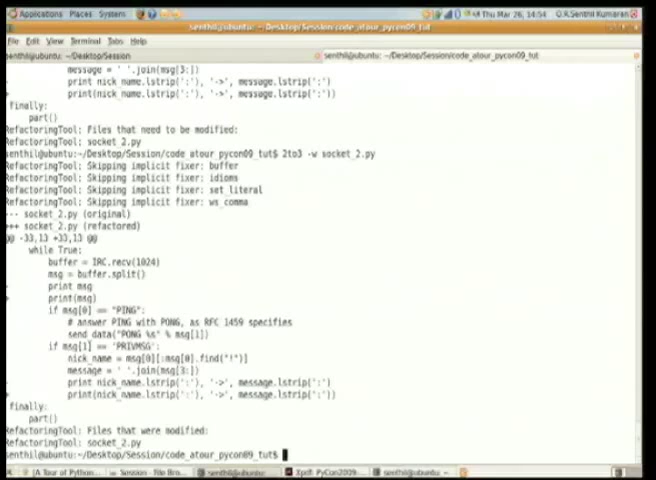 Applications Places System Thu Mar 26, 14:54 O.R.Senthil Kumaran
senthil@ubuntu: ~/Desktop/Session/code_atour_pycon09_tut
File Edit View Terminal Tabs Help
senthil@ubuntu: ~/Desktop/Session senthil@ubuntu: ~/Desktop/Session/code_atour_pycon09_tut
message = ' '.join(msg[3:])
- print nick_name.lstrip(':'), '->', message.lstrip(':')
+ print(nick_name.lstrip(':'), '->', message.lstrip(':'))
finally:
part()
RefactoringTool: Files that need to be modified:
RefactoringTool: socket_2.py
senthil@ubuntu:~/Desktop/Session/code_atour_pycon09_tut$ 2to3 -w socket_2.py
RefactoringTool: Skipping implicit fixer: buffer
RefactoringTool: Skipping implicit fixer: idioms
RefactoringTool: Skipping implicit fixer: set_literal
RefactoringTool: Skipping implicit fixer: ws_comma
--- socket_2.py (original)
+++ socket_2.py (refactored)
@@ -33,13 +33,13 @@
while True:
buffer = IRC.recv(1024)
msg = buffer.split()
- print msg
+ print(msg)
if msg[0] == "PING":
# answer PING with PONG, as RFC 1459 specifies
send_data("PONG %s" % msg[1])
if msg[1] == 'PRIVMSG':
nick_name = msg[0][:msg[0].find("!")]
message = ' '.join(msg[3:])
- print nick_name.lstrip(':'), '->', message.lstrip(':')
+ print(nick_name.lstrip(':'), '->', message.lstrip(':'))
finally:
part()
RefactoringTool: Files that were modified:
RefactoringTool: socket_2.py
senthil@ubuntu:~/Desktop/Session/code_atour_pycon09_tut$
[A Tour of Python... Session - File Bro... senthil@ubuntu: Xpdf: PyCon2009- senthil@ubuntu: ~